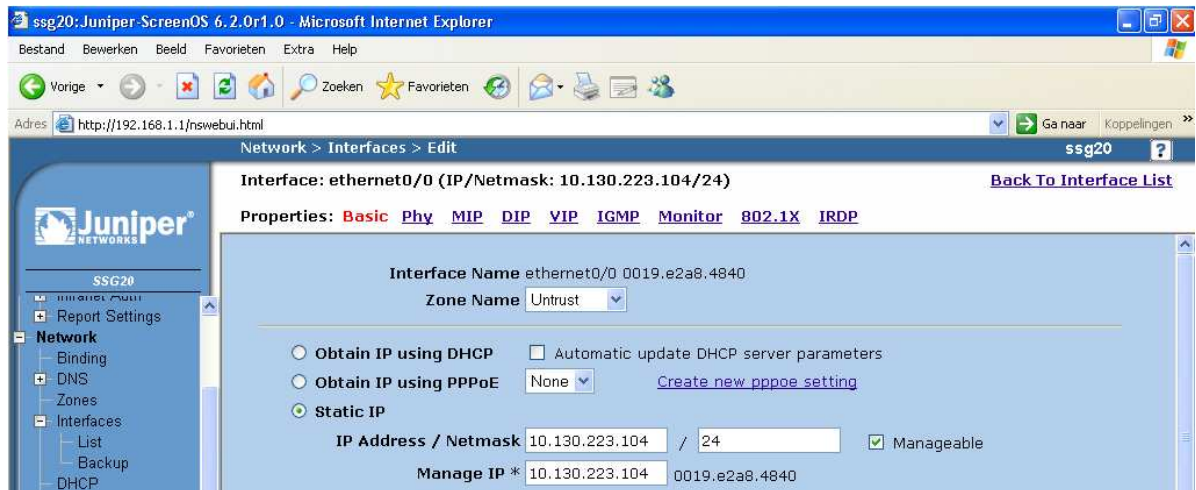 ssg20:Juniper-ScreenOS 6.2.0r1.0 - Microsoft Internet Explorer
Bestand Bewerken Beeld Favorieten Extra Help
Vorige Zoeken Favorieten
Adres http://192.168.1.1/nswebui.html Ga naar Koppelingen »
Network > Interfaces > Edit ssg20 ?
Interface: ethernet0/0 (IP/Netmask: 10.130.223.104/24) Back To Interface List
Properties: Basic Phy MIP DIP VIP IGMP Monitor 802.1X IRDP
Juniper®
NETWORKS
SSG20
Infranet Auth
Report Settings
Network
Binding
DNS
Zones
Interfaces
List
Backup
DHCP
Interface Name ethernet0/0 0019.e2a8.4840
Zone Name Untrust
Obtain IP using DHCP Automatic update DHCP server parameters
Obtain IP using PPPoE None Create new pppoe setting
Static IP
IP Address / Netmask 10.130.223.104 / 24 Manageable
Manage IP * 10.130.223.104 0019.e2a8.4840